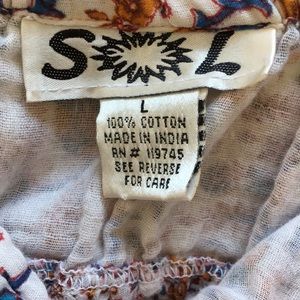 SOL
L
100% COTTON
MADE IN INDIA
RN # 119745
SEE REVERSE
FOR CARE